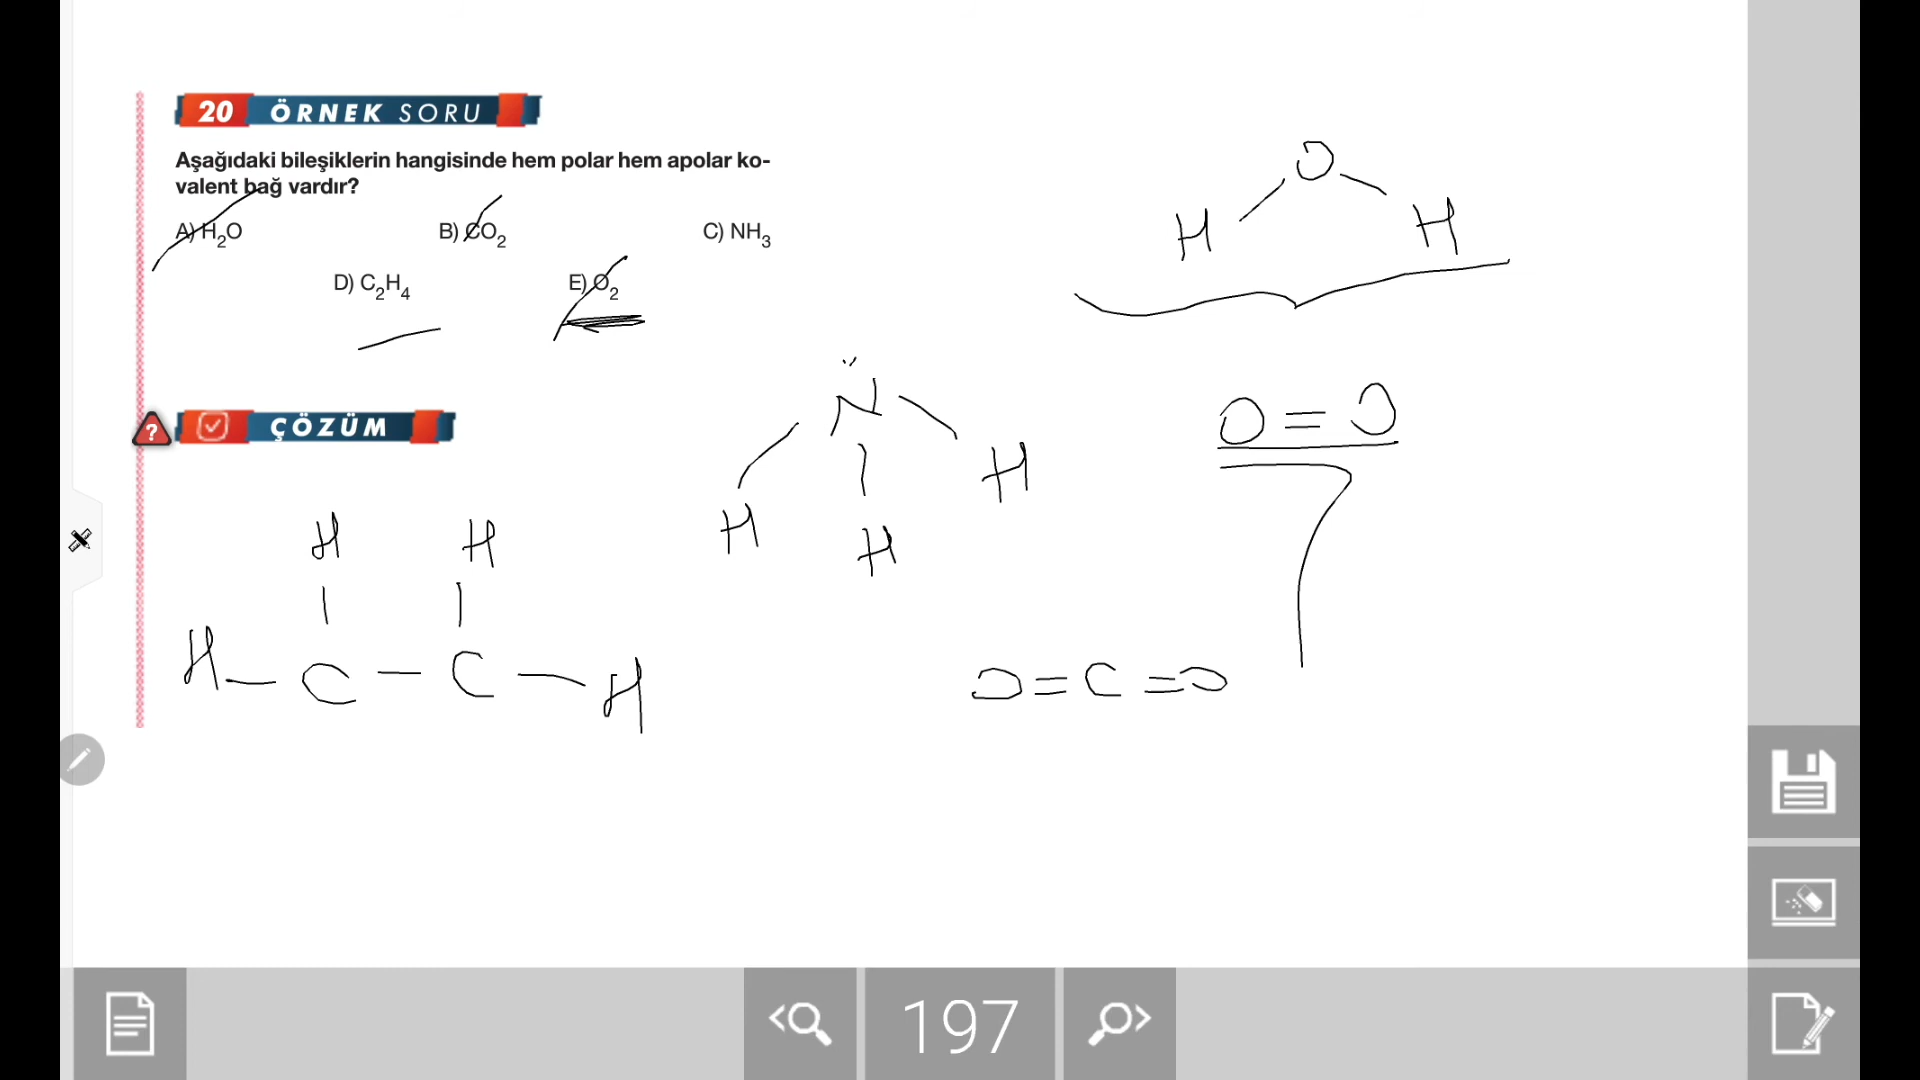 20 ÖRNEK SORU
Aşağıdaki bileşiklerin hangisinde hem polar hem apolar ko-
valent bağ vardır?
A) H₂O B) CO₂ C) NH₃
D) C₂H₄ E) O₂
? ÇÖZÜM
O
H H
N
H H
H
O = O
H H
H – C – C – H
O = C = O
197